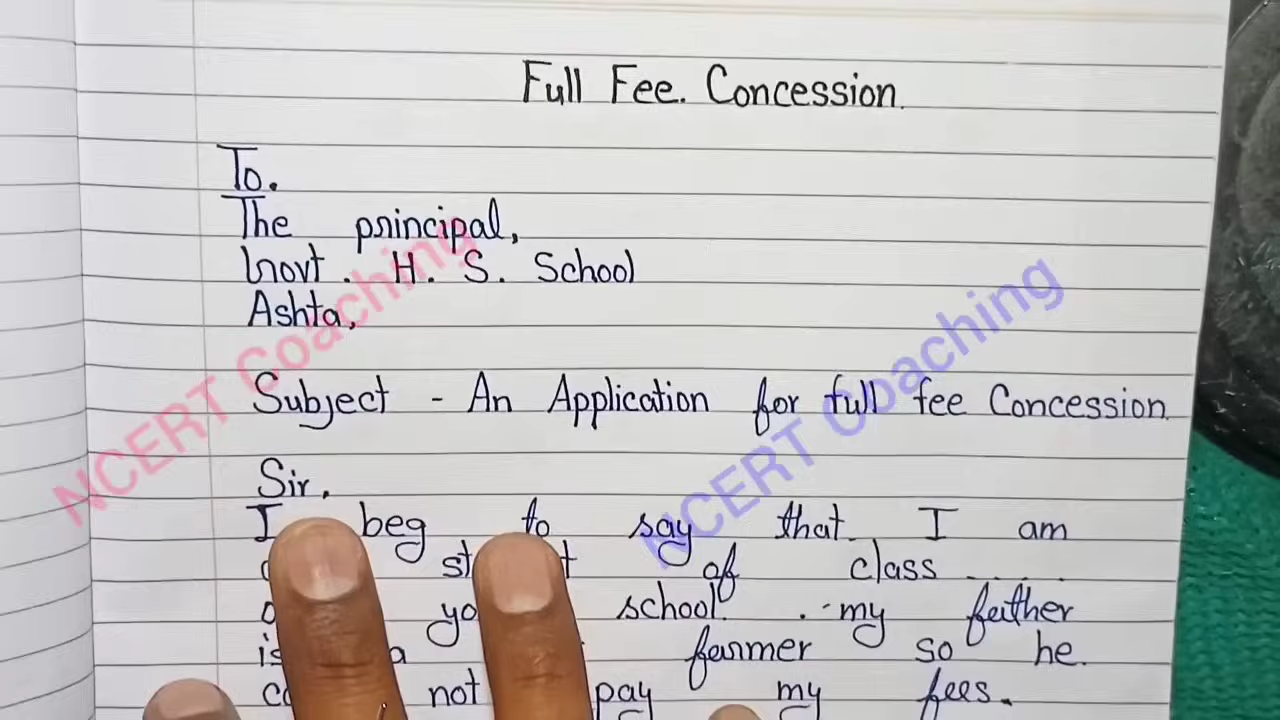 Full Fee. Concession.
To.
The principal,
Govt. H. S. School
Ashta,
Subject - An Application for full fee Concession.
Sir.
I beg to say that I am
of class ......
school. my father
is a farmer so he.
not pay my fees.
NCERT Coaching
NCERT Coaching